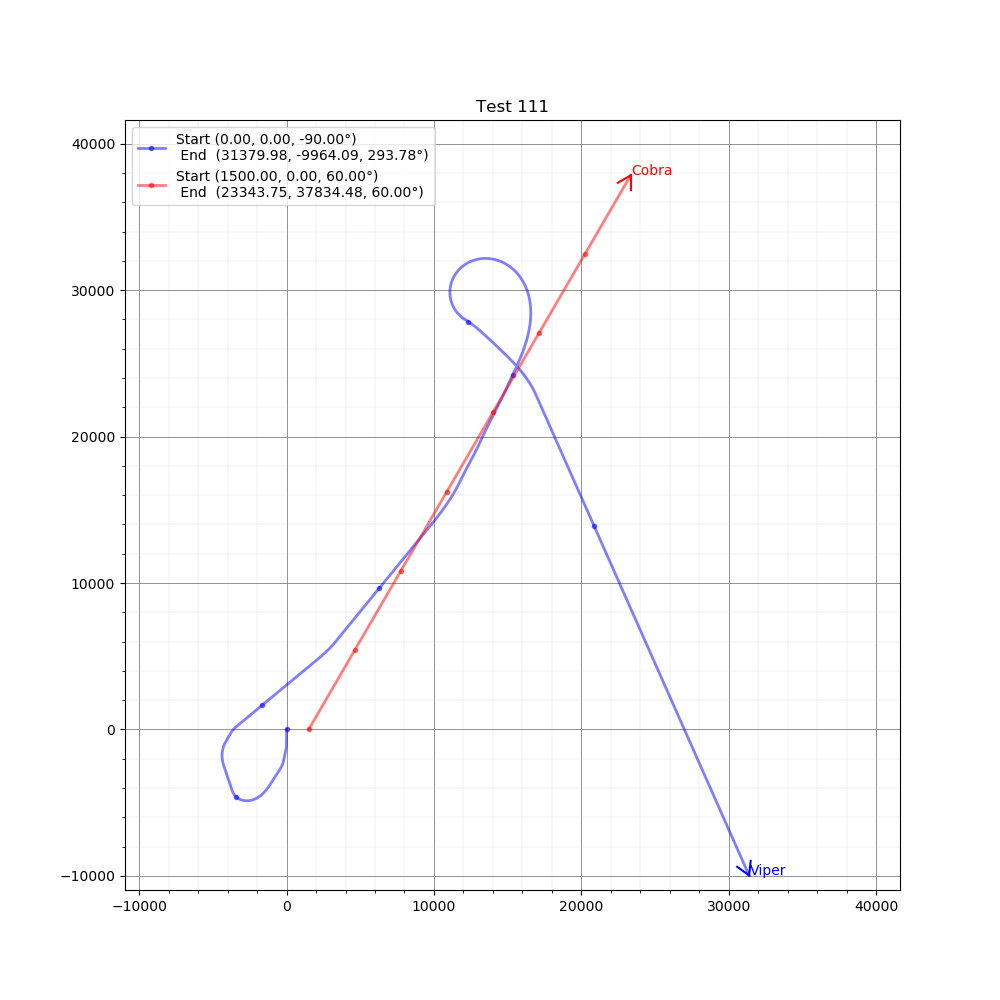 Test 111
Start (0.00, 0.00, -90.00°)
End  (31379.98, -9964.09, 293.78°)
Start (1500.00, 0.00, 60.00°)
End  (23343.75, 37834.48, 60.00°)
Cobra
Viper
40000
30000
20000
10000
0
−10000
−10000 0 10000 20000 30000 40000